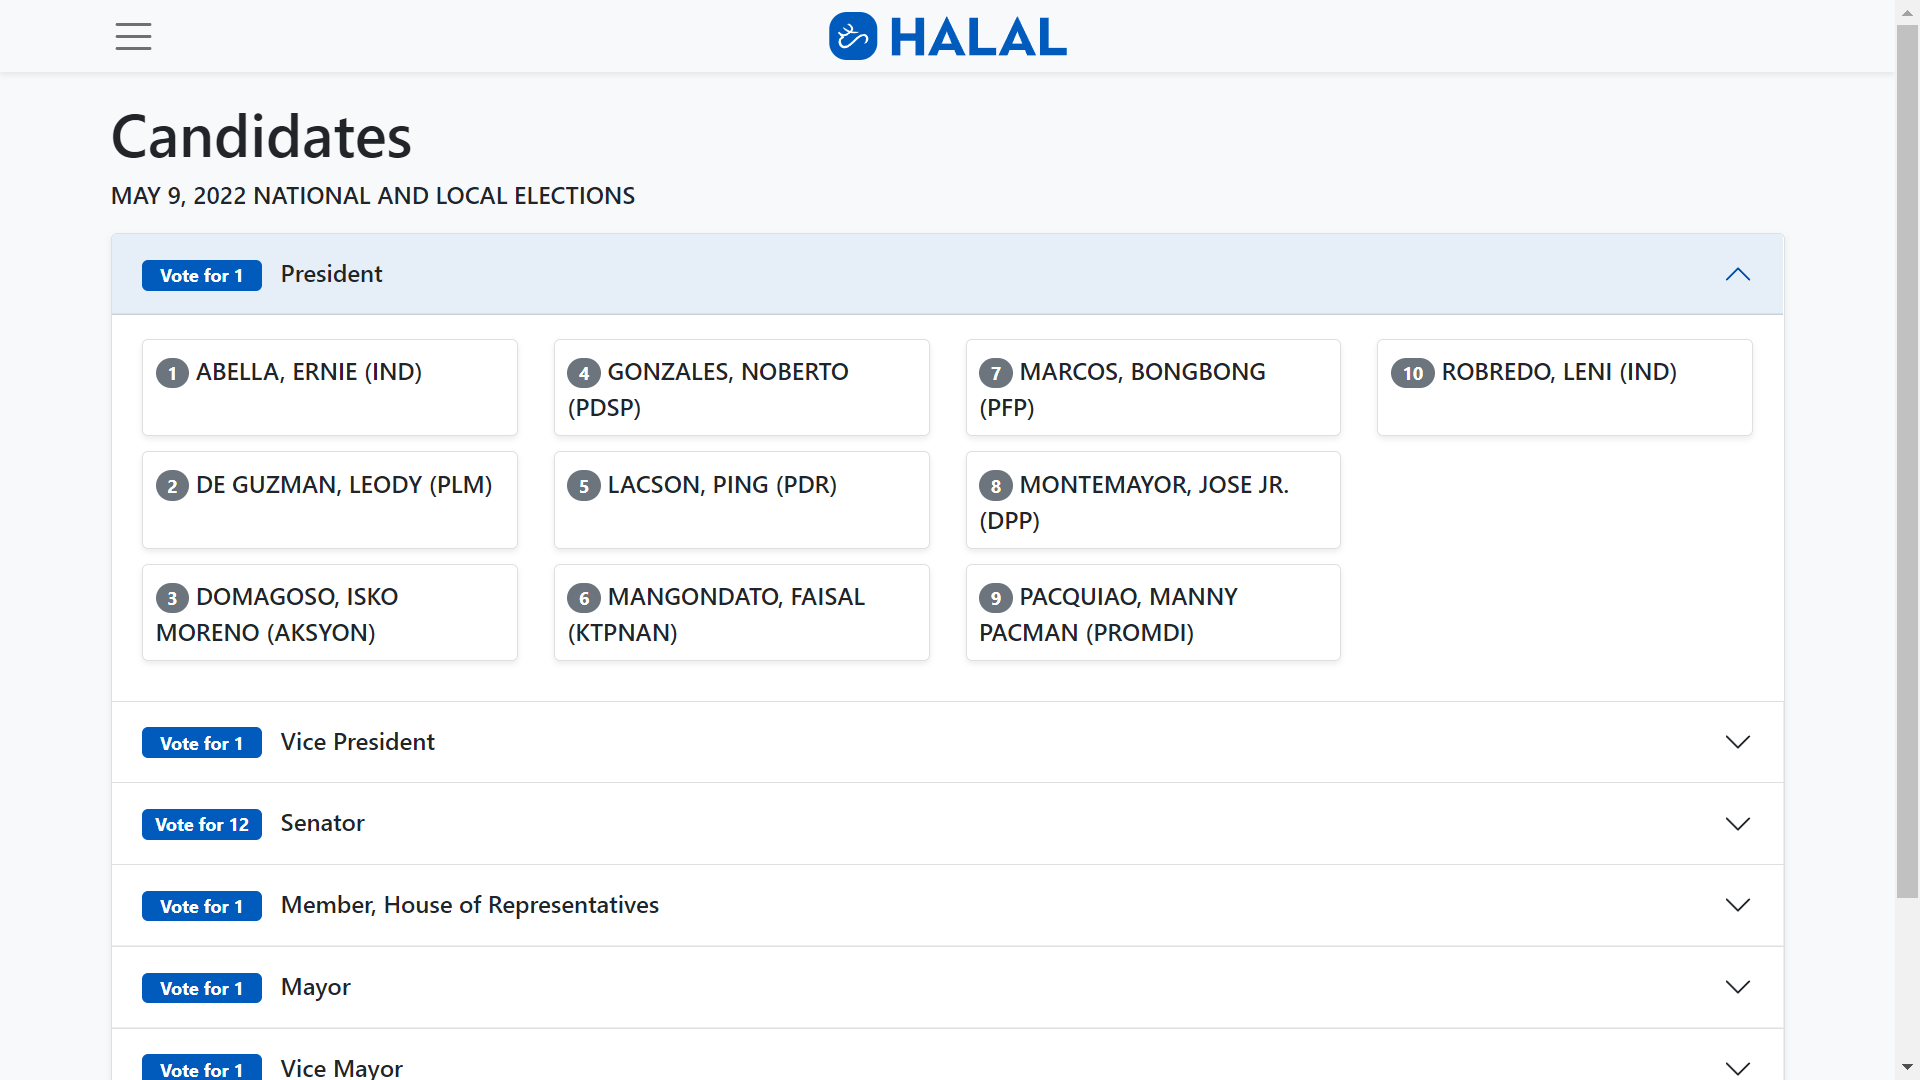 HALAL
Candidates
MAY 9, 2022 NATIONAL AND LOCAL ELECTIONS
Vote for 1 President
1 ABELLA, ERNIE (IND)
2 DE GUZMAN, LEODY (PLM)
3 DOMAGOSO, ISKO
MORENO (AKSYON)
4 GONZALES, NOBERTO
(PDSP)
5 LACSON, PING (PDR)
6 MANGONDATO, FAISAL
(KTPNAN)
7 MARCOS, BONGBONG
(PFP)
8 MONTEMAYOR, JOSE JR.
(DPP)
9 PACQUIAO, MANNY
PACMAN (PROMDI)
10 ROBREDO, LENI (IND)
Vote for 1 Vice President
Vote for 12 Senator
Vote for 1 Member, House of Representatives
Vote for 1 Mayor
Vote for 1 Vice Mayor